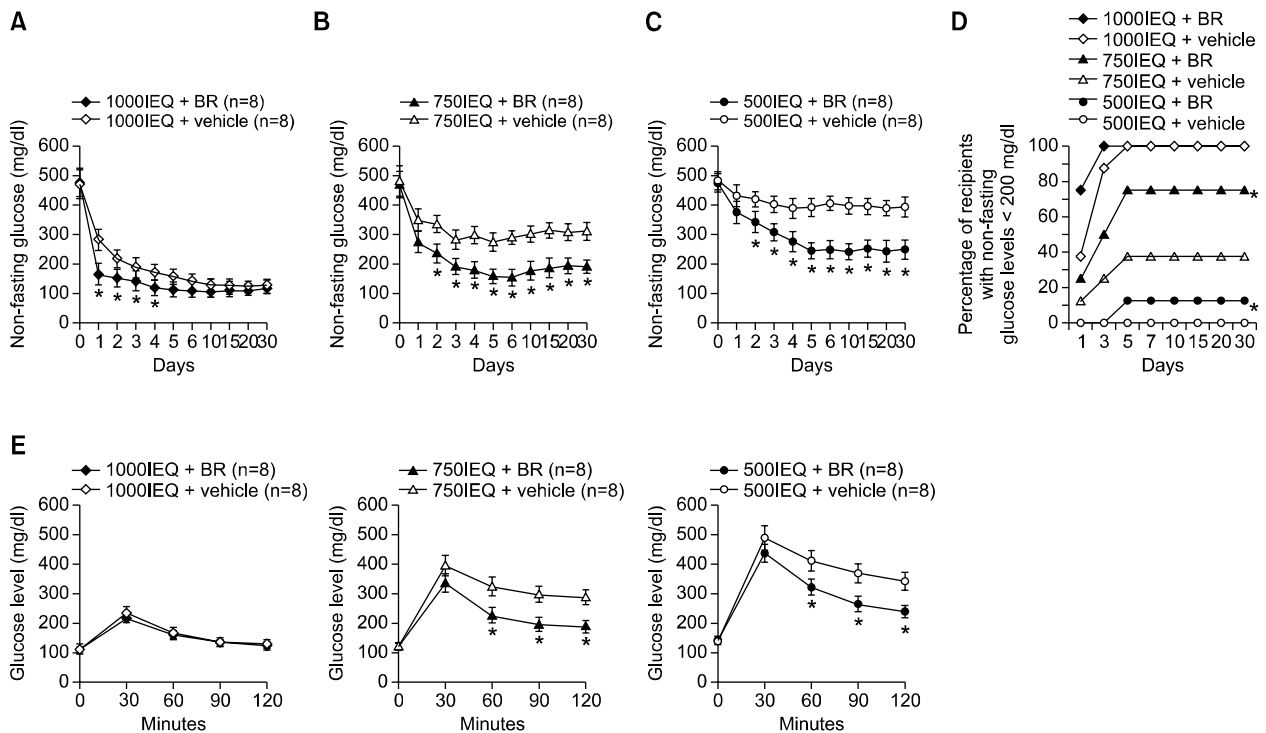 A
1000IEQ + BR (n=8)
1000IEQ + vehicle (n=8)
Non-fasting glucose (mg/dl)
600
500
400
300
200
100
0
* * * *
0 1 2 3 4 5 6 10 15 20 30
Days
B
750IEQ + BR (n=8)
750IEQ + vehicle (n=8)
Non-fasting glucose (mg/dl)
600
500
400
300
200
100
0
* * * * * * * * *
0 1 2 3 4 5 6 10 15 20 30
Days
C
500IEQ + BR (n=8)
500IEQ + vehicle (n=8)
Non-fasting glucose (mg/dl)
600
500
400
300
200
100
0
* * * * * * * * *
0 1 2 3 4 5 6 10 15 20 30
Days
D
1000IEQ + BR
1000IEQ + vehicle
750IEQ + BR
750IEQ + vehicle
500IEQ + BR
500IEQ + vehicle
Percentage of recipients
with non-fasting
glucose levels < 200 mg/dl
100
80
60
40
20
0
*
*
1 3 5 7 10 15 20 30
Days
E
1000IEQ + BR (n=8)
1000IEQ + vehicle (n=8)
Glucose level (mg/dl)
600
500
400
300
200
100
0
0 30 60 90 120
Minutes
750IEQ + BR (n=8)
750IEQ + vehicle (n=8)
Glucose level (mg/dl)
600
500
400
300
200
100
0
* * *
0 30 60 90 120
Minutes
500IEQ + BR (n=8)
500IEQ + vehicle (n=8)
Glucose level (mg/dl)
600
500
400
300
200
100
0
* * *
0 30 60 90 120
Minutes